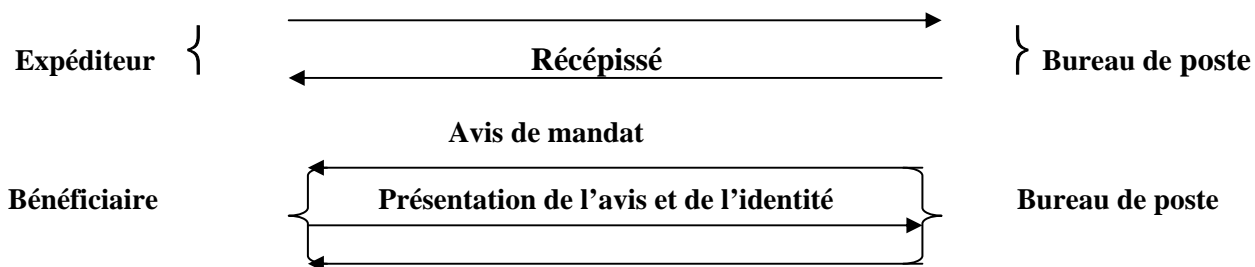 Expéditeur Récépissé Bureau de poste
Avis de mandat
Bénéficiaire Présentation de l’avis et de l’identité Bureau de poste